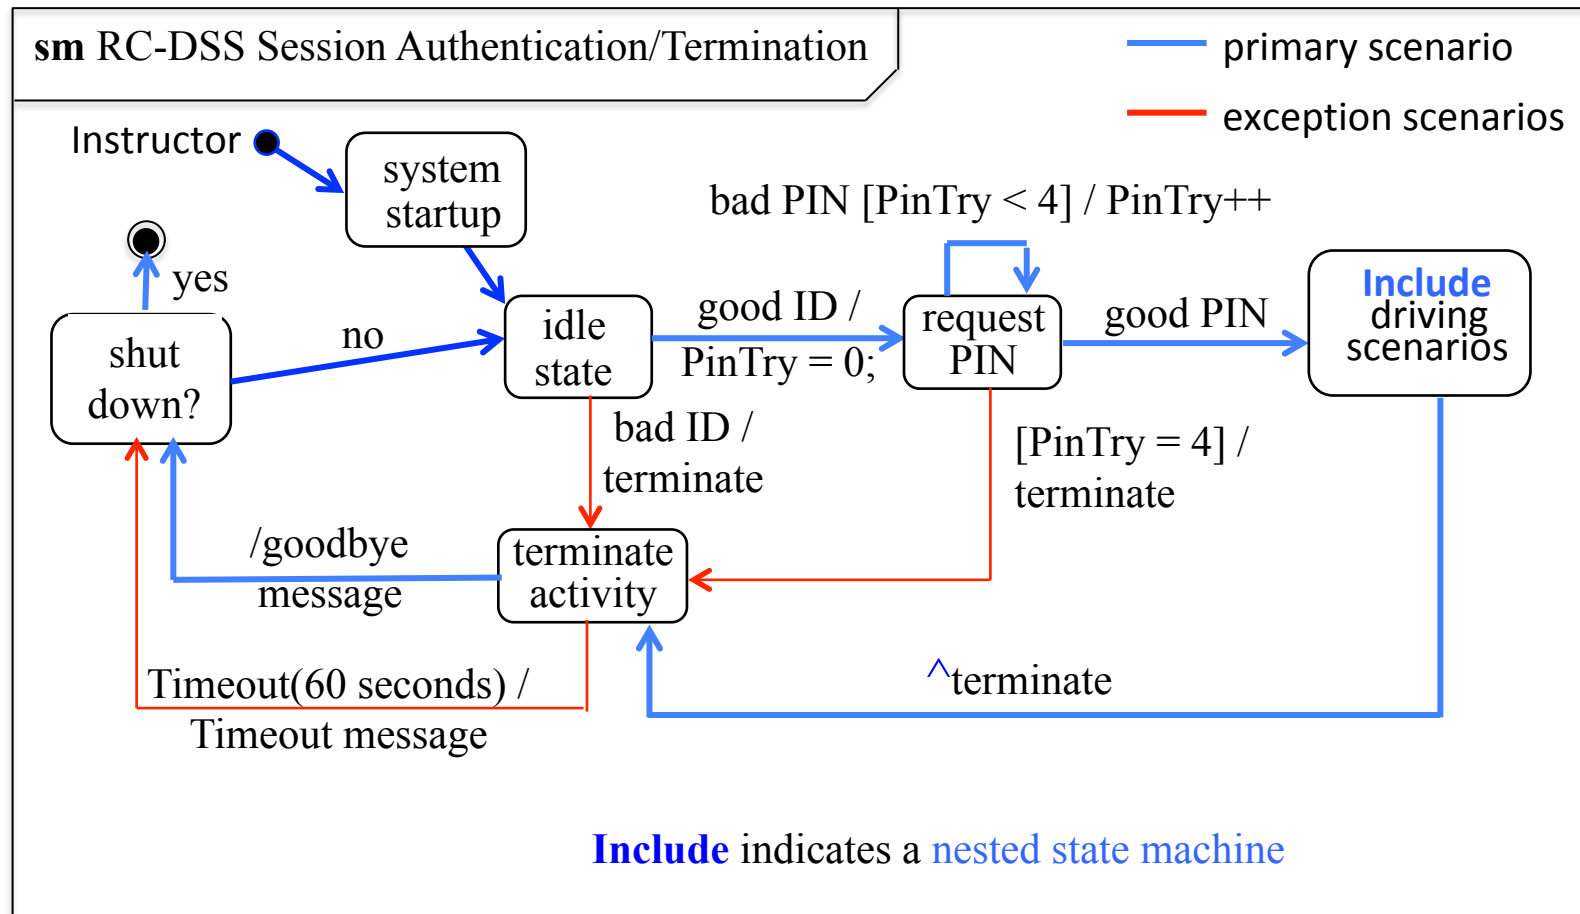 sm RC-DSS Session Authentication/Termination
primary scenario
exception scenarios
Instructor
system
startup
bad PIN [PinTry < 4] / PinTry++
yes
shut
down?
no
idle
state
good ID /
PinTry = 0;
request
PIN
good PIN
Include
driving
scenarios
bad ID /
terminate
[PinTry = 4] /
terminate
/goodbye
message
terminate
activity
Timeout(60 seconds) /
Timeout message
^terminate
Include indicates a nested state machine